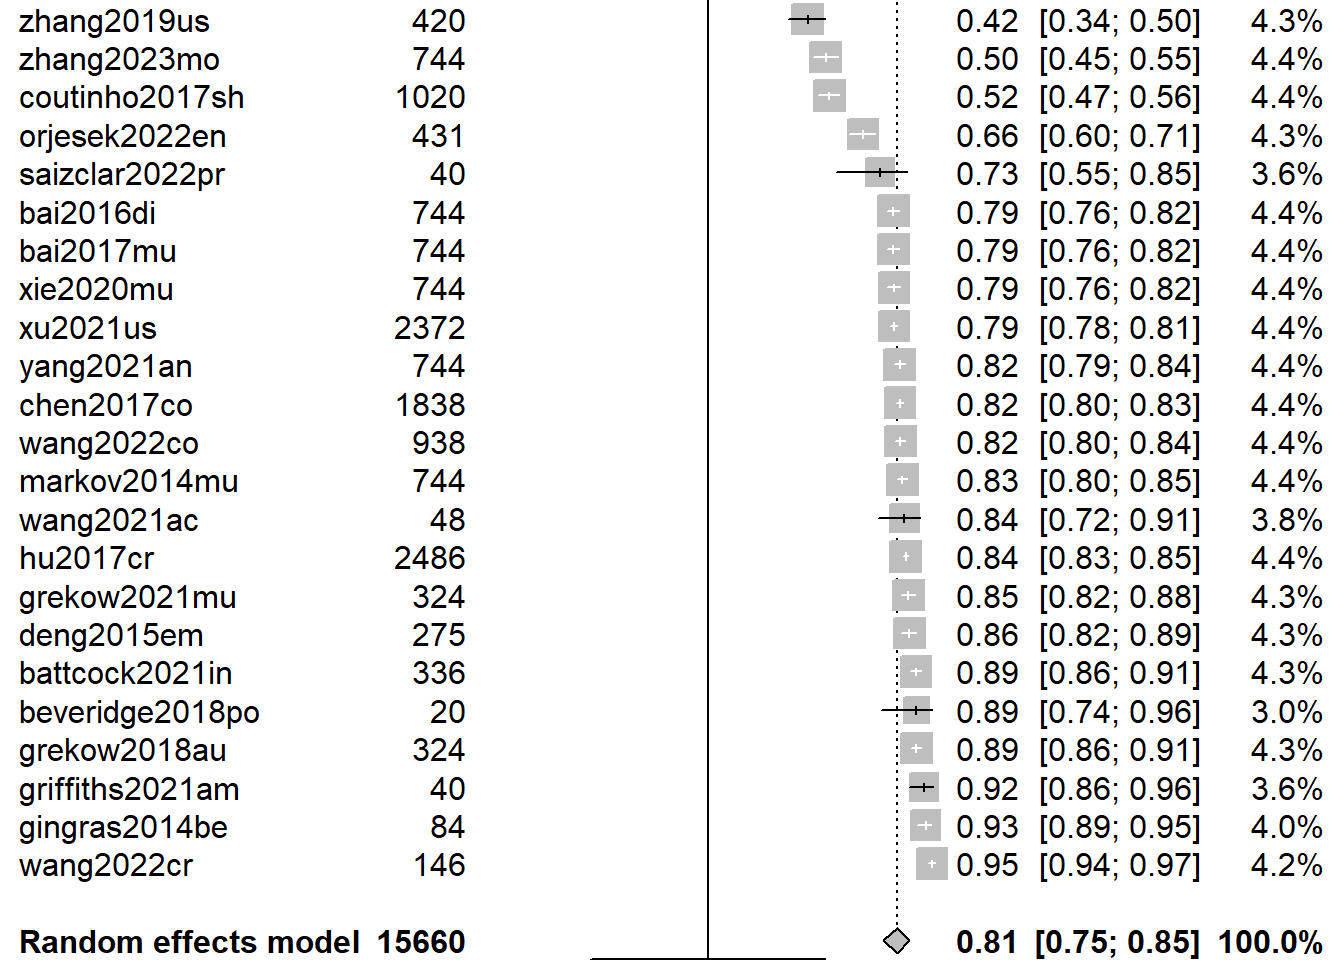 zhang2019us 420 0.42 [0.34; 0.50] 4.3%
zhang2023mo 744 0.50 [0.45; 0.55] 4.4%
coutinho2017sh 1020 0.52 [0.47; 0.56] 4.4%
orjesek2022en 431 0.66 [0.60; 0.71] 4.3%
saizclar2022pr 40 0.73 [0.55; 0.85] 3.6%
bai2016di 744 0.79 [0.76; 0.82] 4.4%
bai2017mu 744 0.79 [0.76; 0.82] 4.4%
xie2020mu 744 0.79 [0.76; 0.82] 4.4%
xu2021us 2372 0.79 [0.78; 0.81] 4.4%
yang2021an 744 0.82 [0.79; 0.84] 4.4%
chen2017co 1838 0.82 [0.80; 0.83] 4.4%
wang2022co 938 0.82 [0.80; 0.84] 4.4%
markov2014mu 744 0.83 [0.80; 0.85] 4.4%
wang2021ac 48 0.84 [0.72; 0.91] 3.8%
hu2017cr 2486 0.84 [0.83; 0.85] 4.4%
grekow2021mu 324 0.85 [0.82; 0.88] 4.3%
deng2015em 275 0.86 [0.82; 0.89] 4.3%
battcock2021in 336 0.89 [0.86; 0.91] 4.3%
beveridge2018po 20 0.89 [0.74; 0.96] 3.0%
grekow2018au 324 0.89 [0.86; 0.91] 4.3%
griffiths2021am 40 0.92 [0.86; 0.96] 3.6%
gingras2014be 84 0.93 [0.89; 0.95] 4.0%
wang2022cr 146 0.95 [0.94; 0.97] 4.2%
Random effects model 15660 0.81 [0.75; 0.85] 100.0%